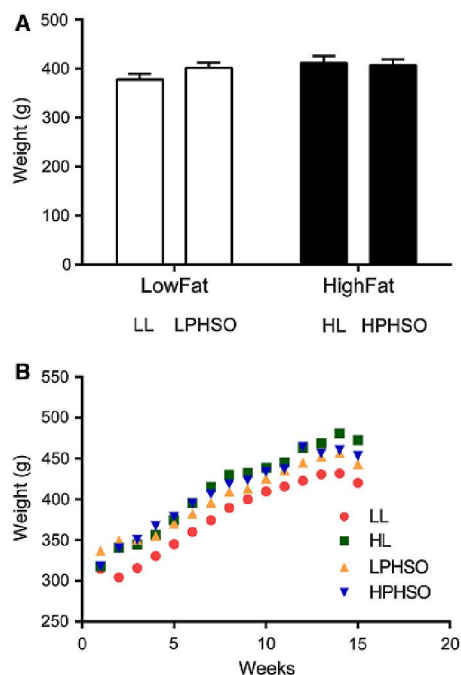 A
500
400
300
200
100
0
Weight (g)
LowFat HighFat
LL LPHSO HL HPHSO
B
550
500
450
400
350
300
250
Weight (g)
LL
HL
LPHSO
HPHSO
0 5 10 15 20
Weeks